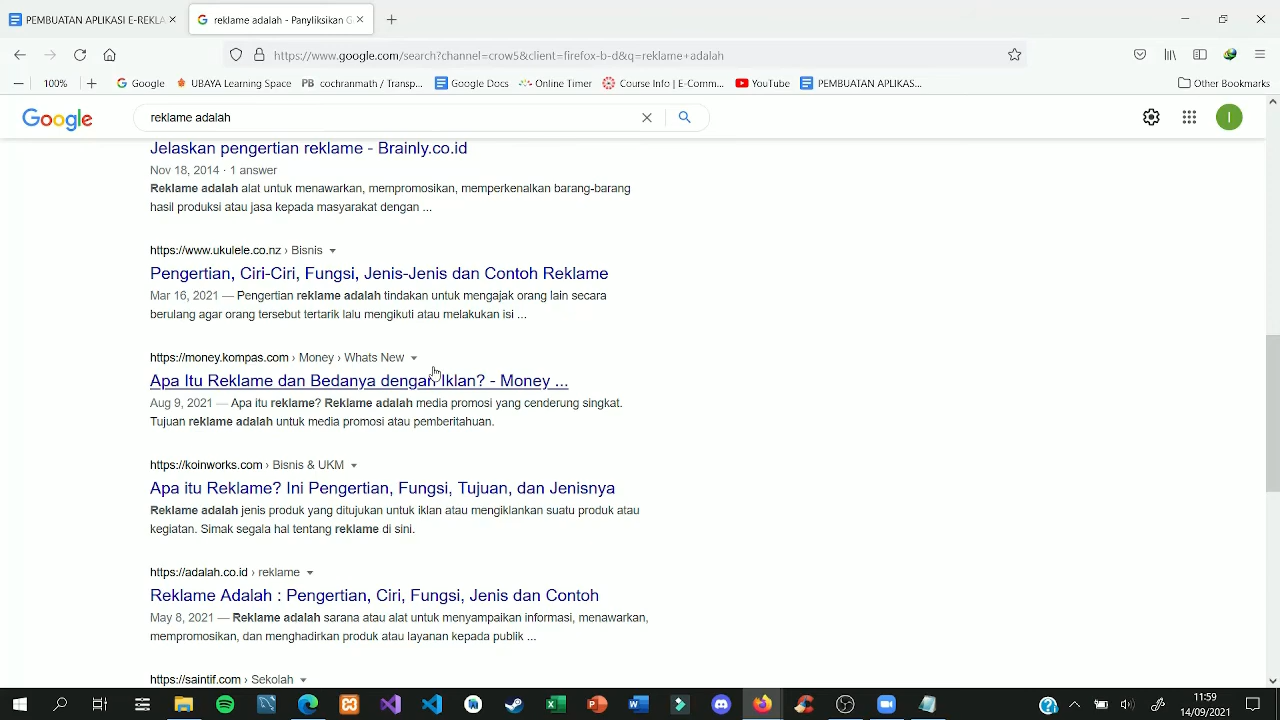 PEMBUATAN APLIKASI E-REKLA
reklame adalah - Panyliksikan G
https://www.google.com/search?channel=crow5&client=firefox-b-d&q=reklame+adalah
100%
Google
UBAYA Learning Space
PB cochranmath / Transp...
Google Docs
Online Timer
Course Info | E-Comm...
YouTube
PEMBUATAN APLIKAS...
Other Bookmarks
Google
reklame adalah
I
Jelaskan pengertian reklame - Brainly.co.id
Nov 18, 2014 · 1 answer
Reklame adalah alat untuk menawarkan, mempromosikan, memperkenalkan barang-barang
hasil produksi atau jasa kepada masyarakat dengan ...
https://www.ukulele.co.nz › Bisnis
Pengertian, Ciri-Ciri, Fungsi, Jenis-Jenis dan Contoh Reklame
Mar 16, 2021 — Pengertian reklame adalah tindakan untuk mengajak orang lain secara
berulang agar orang tersebut tertarik lalu mengikuti atau melakukan isi ...
https://money.kompas.com › Money › Whats New
Apa Itu Reklame dan Bedanya dengan Iklan? - Money ...
Aug 9, 2021 — Apa itu reklame? Reklame adalah media promosi yang cenderung singkat.
Tujuan reklame adalah untuk media promosi atau pemberitahuan.
https://koinworks.com › Bisnis & UKM
Apa itu Reklame? Ini Pengertian, Fungsi, Tujuan, dan Jenisnya
Reklame adalah jenis produk yang ditujukan untuk iklan atau mengiklankan suatu produk atau
kegiatan. Simak segala hal tentang reklame di sini.
https://adalah.co.id › reklame
Reklame Adalah : Pengertian, Ciri, Fungsi, Jenis dan Contoh
May 8, 2021 — Reklame adalah sarana atau alat untuk menyampaikan informasi, menawarkan,
mempromosikan, dan menghadirkan produk atau layanan kepada publik ...
https://saintif.com › Sekolah
11:59
14/09/2021